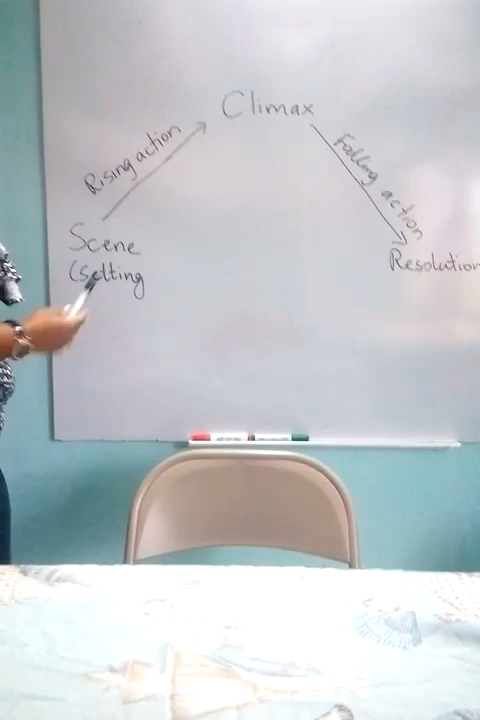 Climax
Rising action
Falling action
Scene
(setting
Resolution